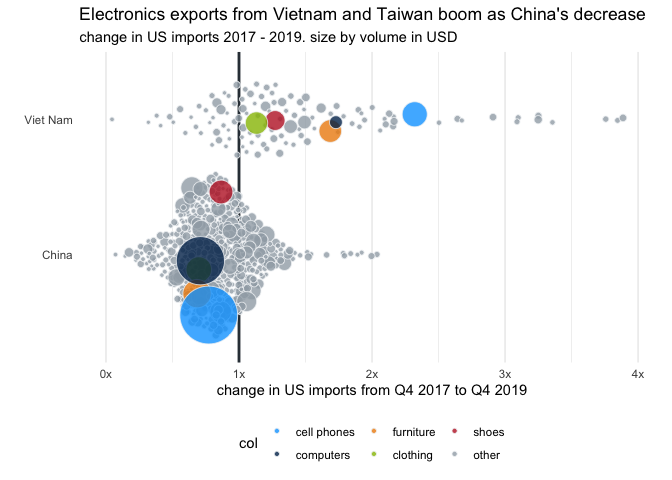 Electronics exports from Vietnam and Taiwan boom as China's decrease
change in US imports 2017 - 2019. size by volume in USD
Viet Nam
China
0x 1x 2x 3x 4x
change in US imports from Q4 2017 to Q4 2019
col
cell phones furniture shoes
computers clothing other